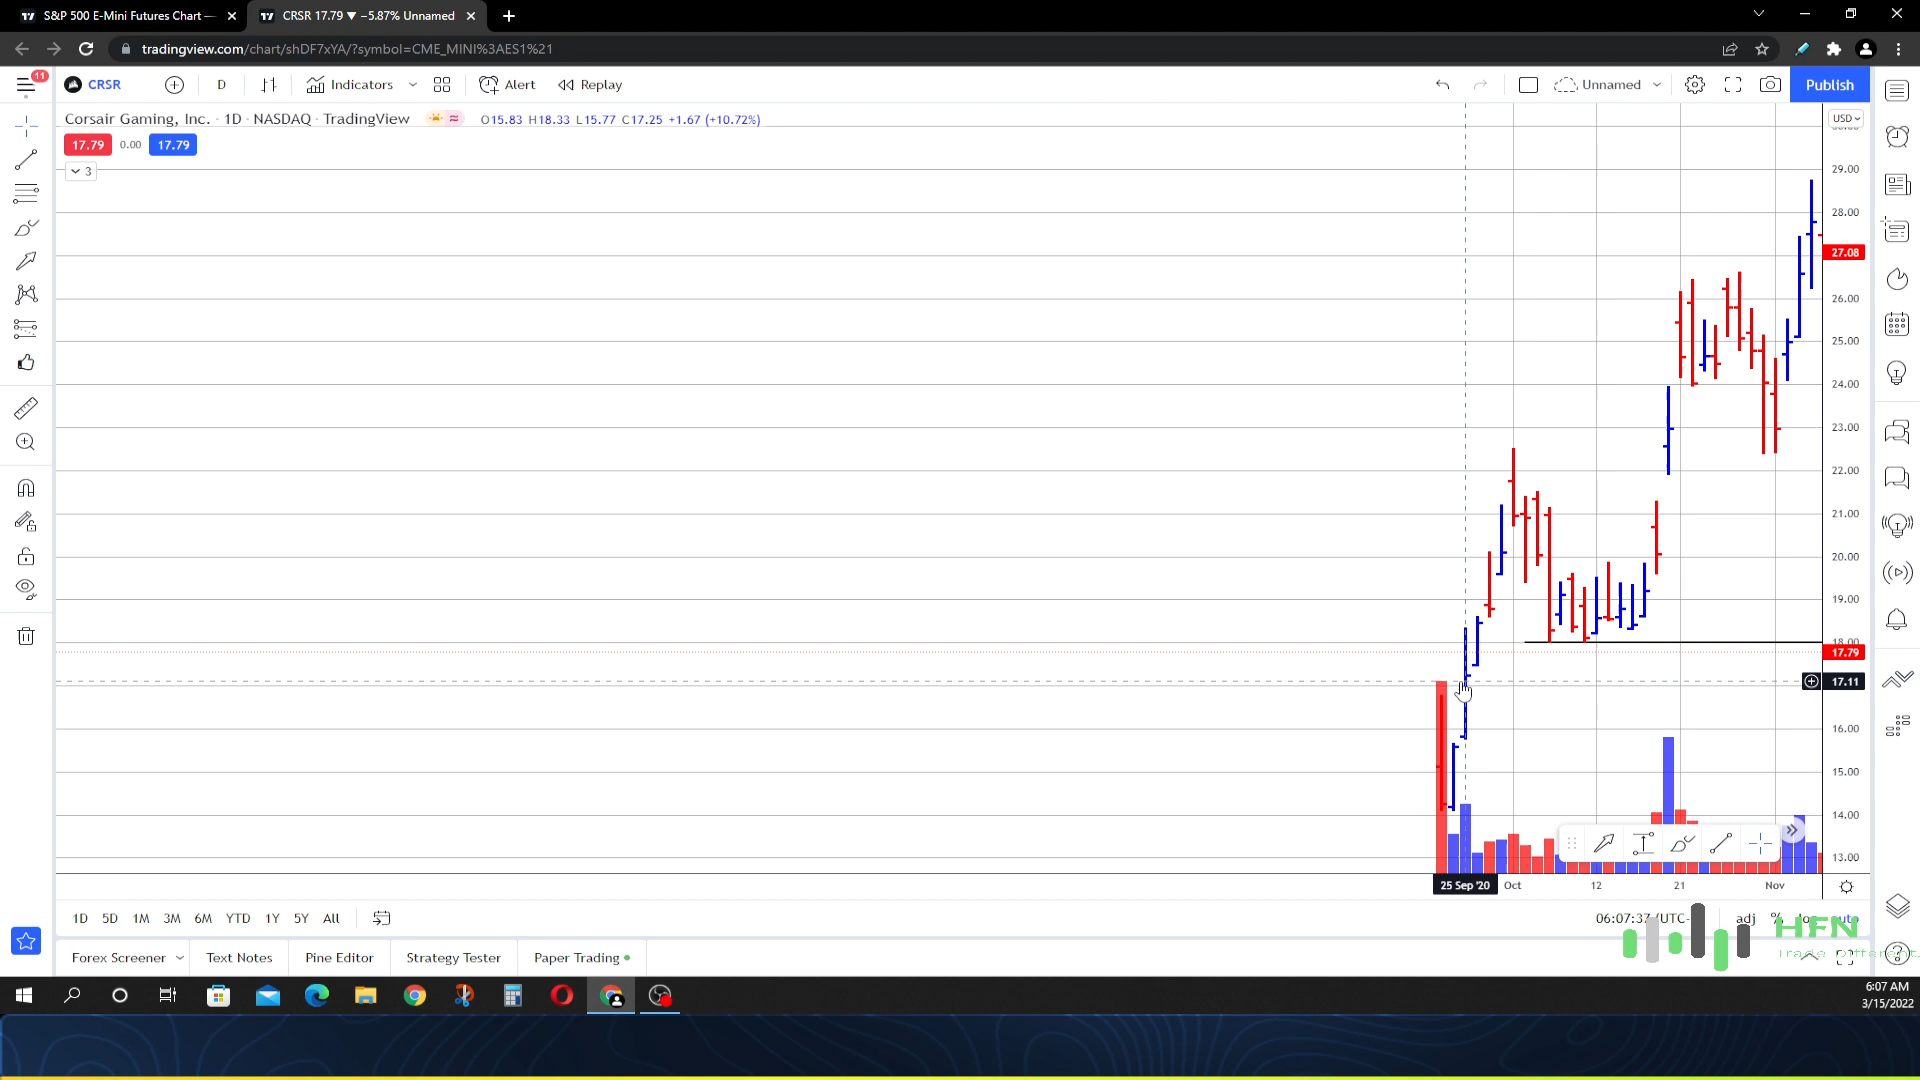 S&P 500 E-Mini Futures Chart —
CRSR 17.79 ▼ −5.87% Unnamed
tradingview.com/chart/shDF7xYA/?symbol=CME_MINI%3AES1%21
11
CRSR
D
Indicators
Alert
Replay
Unnamed
Publish
Corsair Gaming, Inc. · 1D · NASDAQ · TradingView
O15.83 H18.33 L15.77 C17.25 +1.67 (+10.72%)
USD
17.79
0.00
17.79
3
29.00
28.00
27.08
26.00
25.00
24.00
23.00
22.00
21.00
20.00
19.00
18.00
17.79
17.11
16.00
15.00
14.00
13.00
25 Sep '20
Oct
12
21
Nov
1D
5D
1M
3M
6M
YTD
1Y
5Y
All
06:07:37 (UTC-
adj
%
log
auto
HFN
Trade Different.
Forex Screener
Text Notes
Pine Editor
Strategy Tester
Paper Trading
6:07 AM
3/15/2022